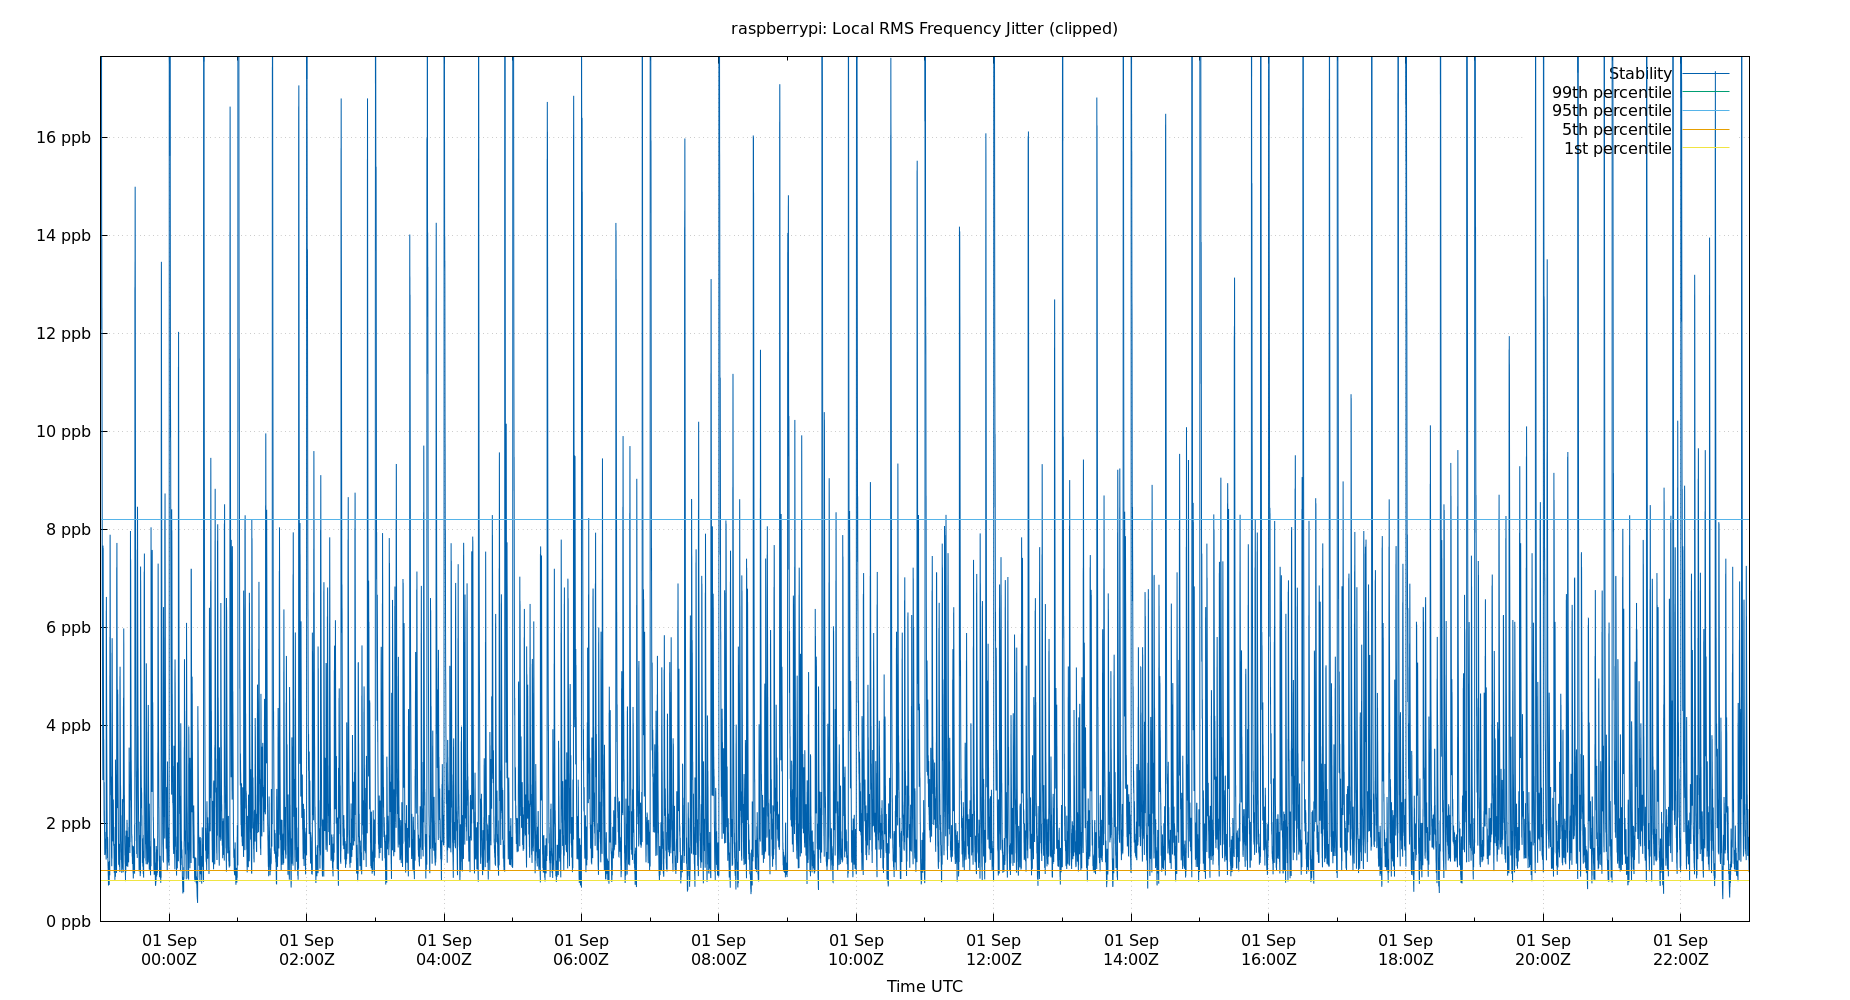 raspberrypi: Local RMS Frequency Jitter (clipped)
Stability
99th percentile
95th percentile
5th percentile
1st percentile
16 ppb
14 ppb
12 ppb
10 ppb
8 ppb
6 ppb
4 ppb
2 ppb
0 ppb
01 Sep 01 Sep 01 Sep 01 Sep 01 Sep 01 Sep 01 Sep 01 Sep 01 Sep 01 Sep 01 Sep 01 Sep
00:00Z 02:00Z 04:00Z 06:00Z 08:00Z 10:00Z 12:00Z 14:00Z 16:00Z 18:00Z 20:00Z 22:00Z
Time UTC